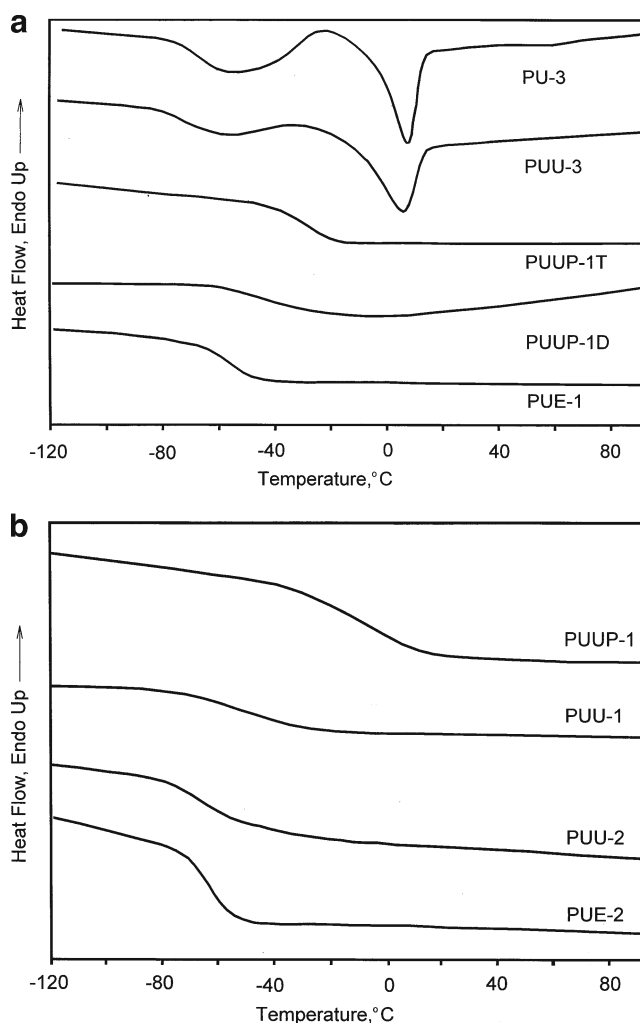 a
Heat Flow, Endo Up
PU-3
PUU-3
PUUP-1T
PUUP-1D
PUE-1
-120 -80 -40 0 40 80
Temperature,°C
b
Heat Flow, Endo Up
PUUP-1
PUU-1
PUU-2
PUE-2
-120 -80 -40 0 40 80
Temperature,°C